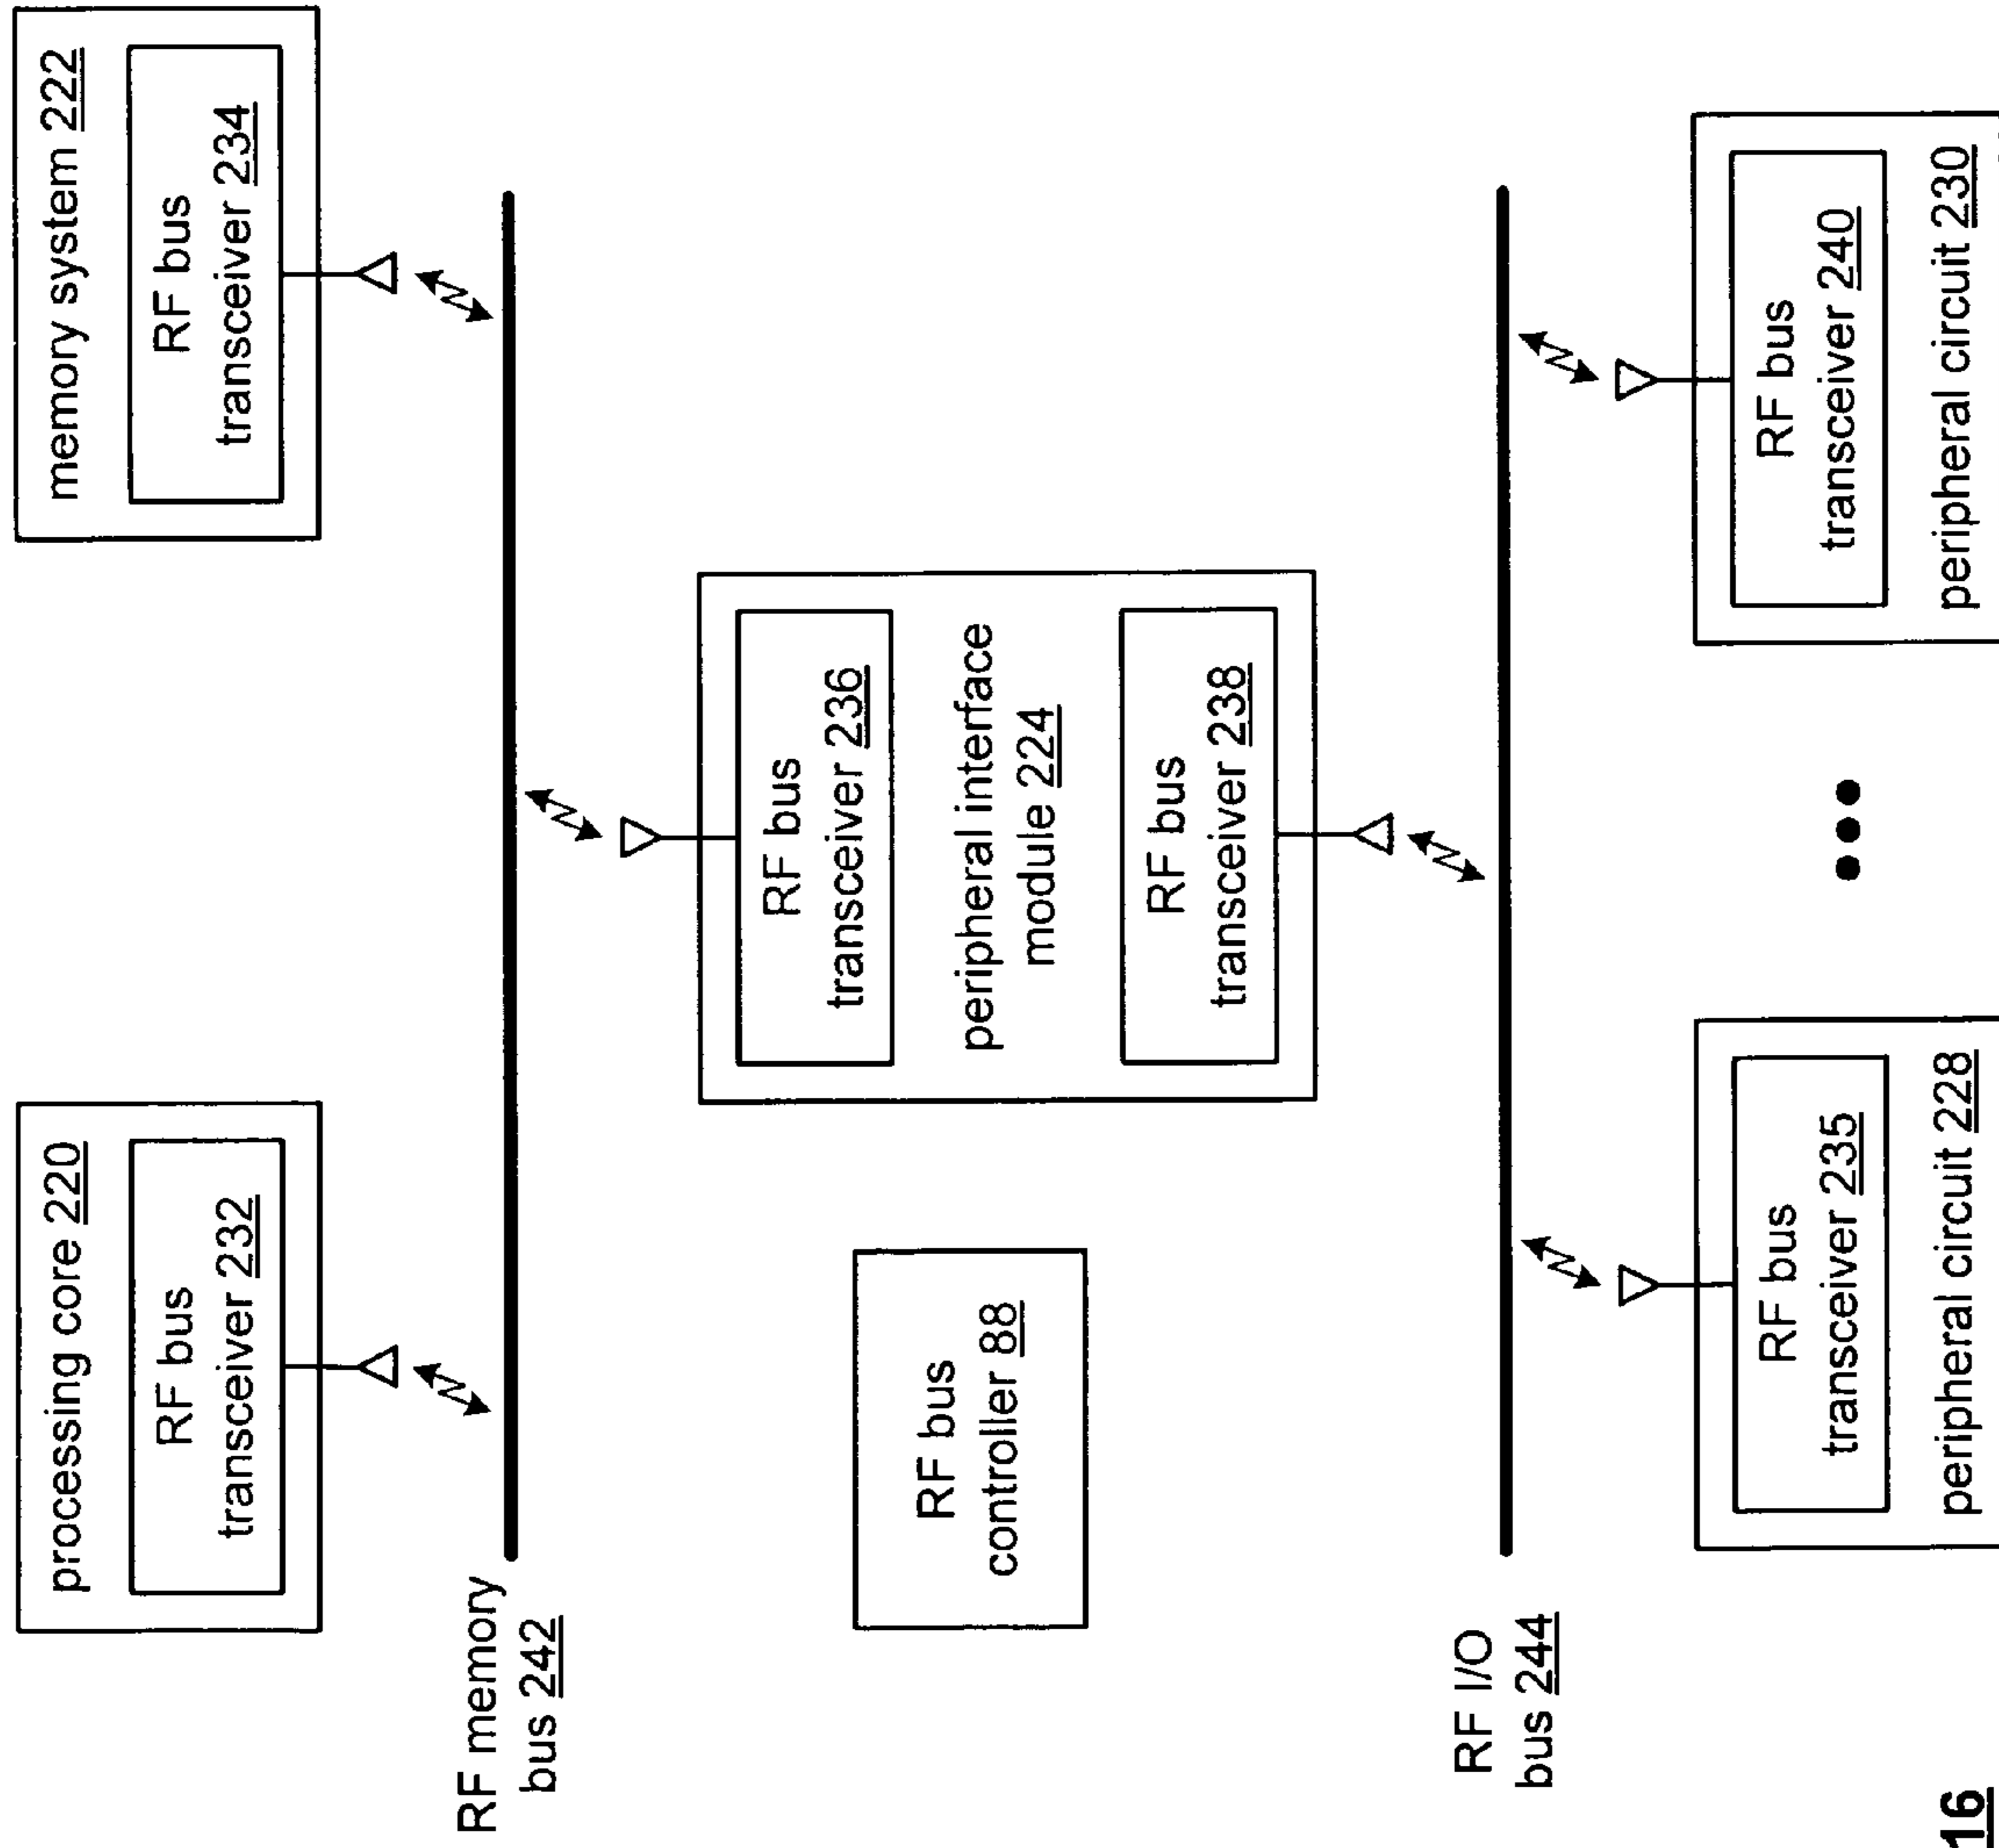 processing core 220
RF bus
transceiver 232
memory system 222
RF bus
transceiver 234
RF memory
bus 242
RF bus
controller 88
RF bus
transceiver 236
peripheral interface
module 224
RF bus
transceiver 238
RF I/O
bus 244
RF bus
transceiver 235
peripheral circuit 228
RF bus
transceiver 240
peripheral circuit 230
16